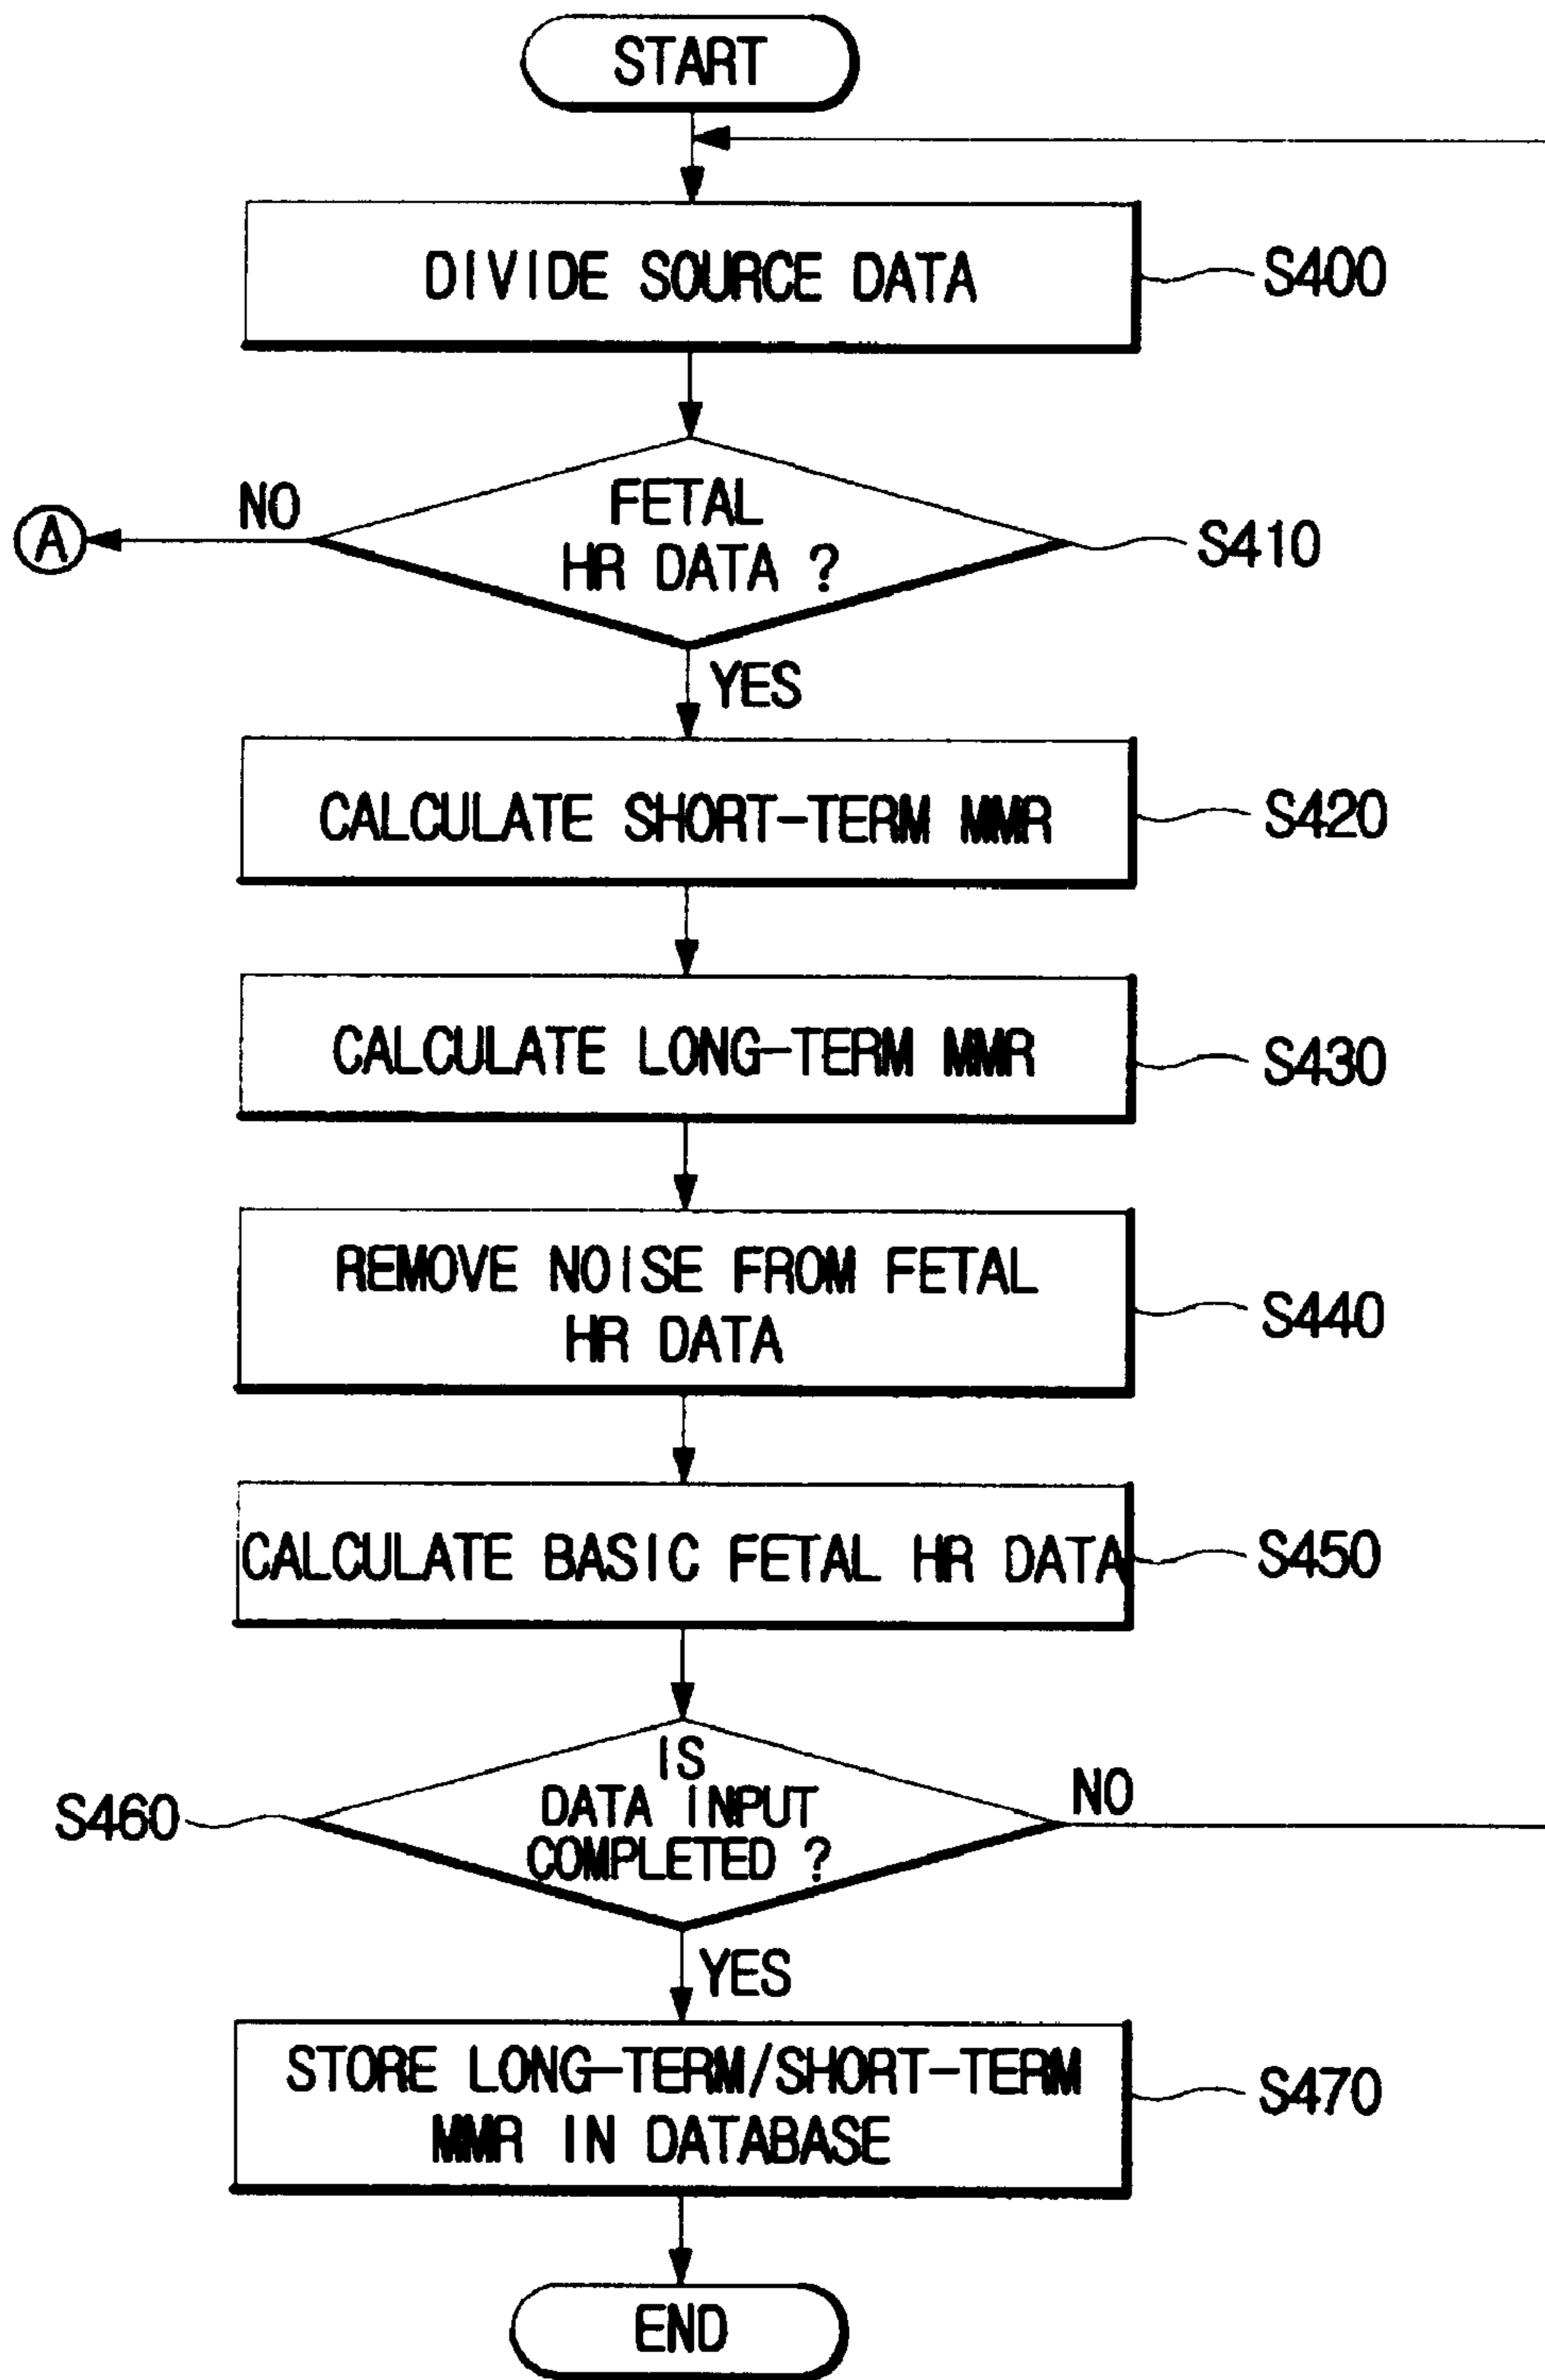 START
DIVIDE SOURCE DATA
S400
NO
FETAL
HR DATA ?
A
S410
YES
CALCULATE SHORT-TERM MMR
S420
CALCULATE LONG-TERM MMR
S430
REMOVE NOISE FROM FETAL
HR DATA
S440
CALCULATE BASIC FETAL HR DATA
S450
IS
DATA INPUT
COMPLETED ?
S460
NO
YES
STORE LONG-TERM/SHORT-TERM
MMR IN DATABASE
S470
END